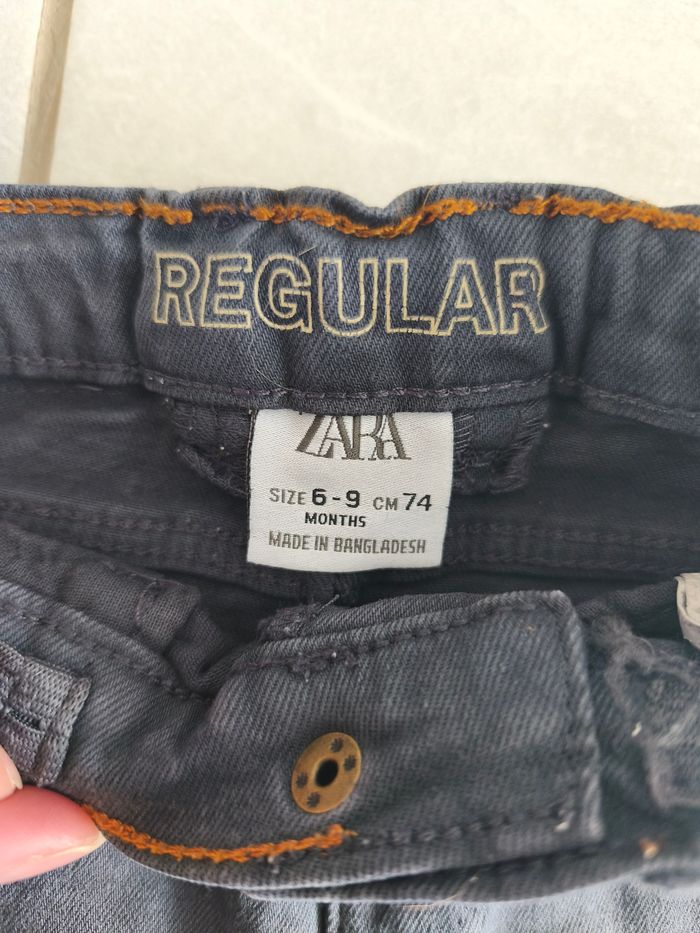 REGULAR
ZARA
SIZE 6-9 CM 74
MONTHS
MADE IN BANGLADESH